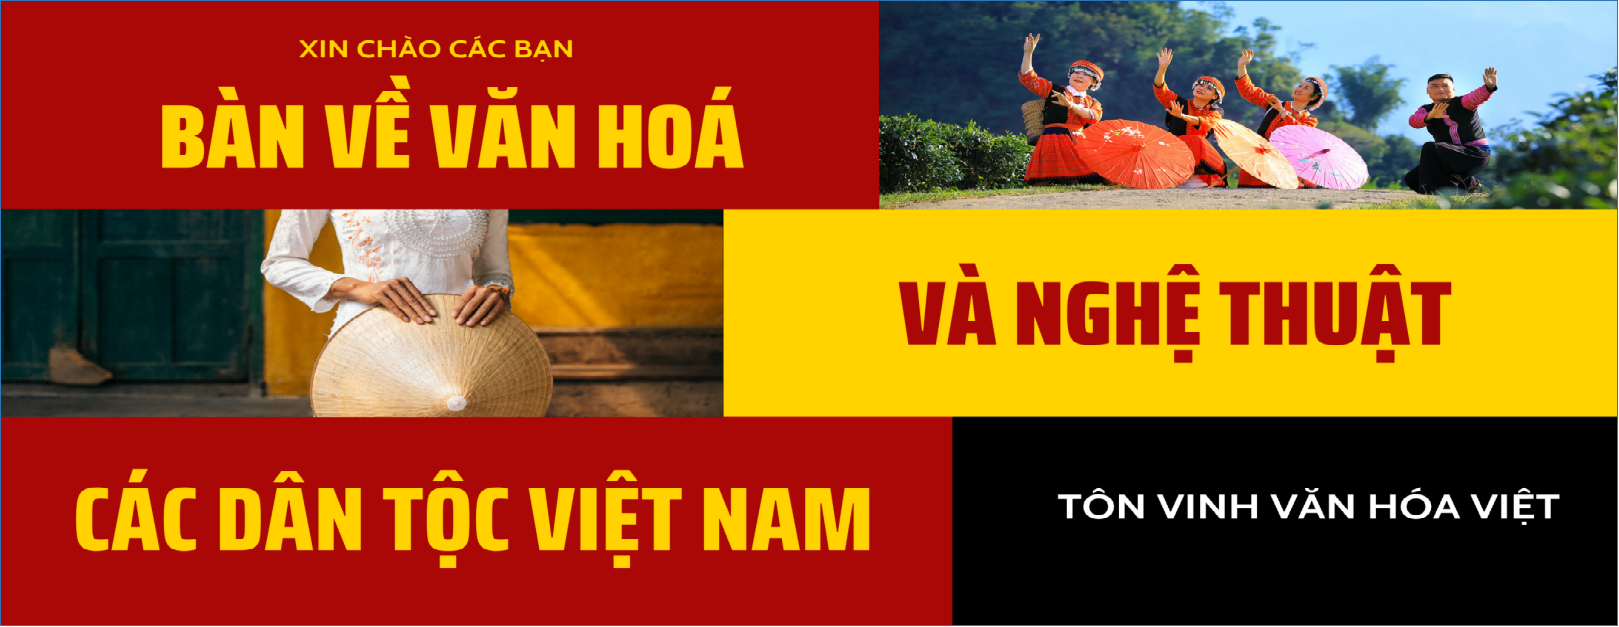 XIN CHÀO CÁC BẠN
BÀN VỀ VĂN HOÁ
VÀ NGHỆ THUẬT
CÁC DÂN TỘC VIỆT NAM
TÔN VINH VĂN HÓA VIỆT